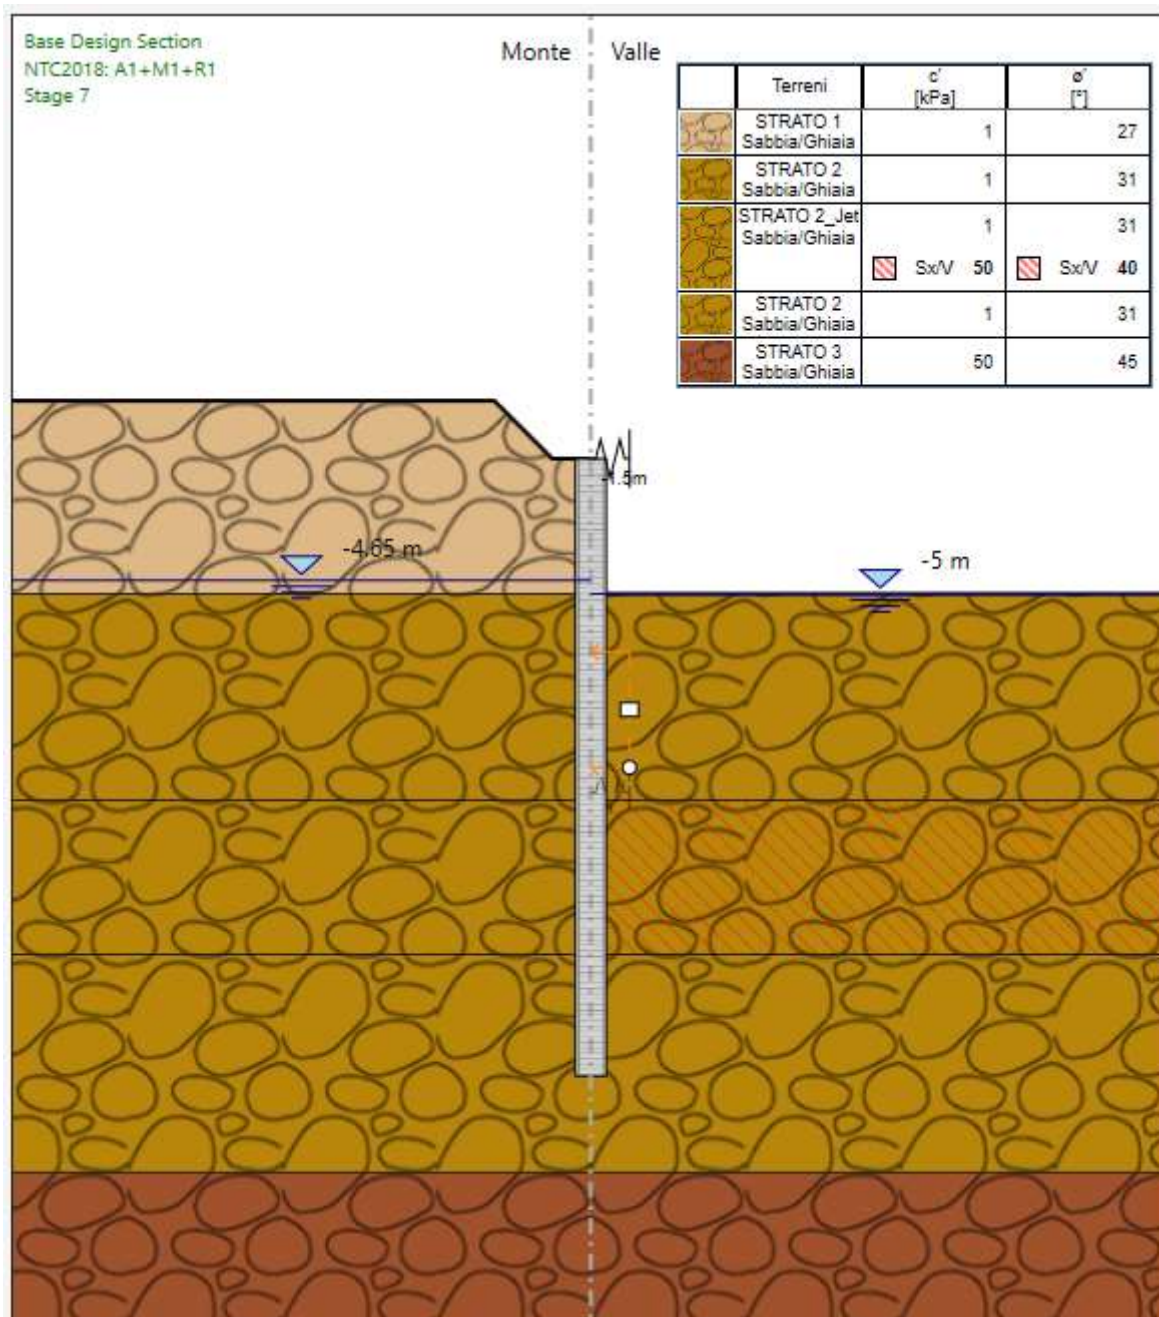 Base Design Section
NTC2018: A1+M1+R1
Stage 7
Monte
Valle
Terreni
c'
[kPa]
ø'
[°]
STRATO 1
Sabbia/Ghiaia
1
27
STRATO 2
Sabbia/Ghiaia
1
31
STRATO 2_Jet
Sabbia/Ghiaia
1
31
Sx/V 50
Sx/V 40
STRATO 2
Sabbia/Ghiaia
1
31
STRATO 3
Sabbia/Ghiaia
50
45
-1.5m
-4.65 m
-5 m